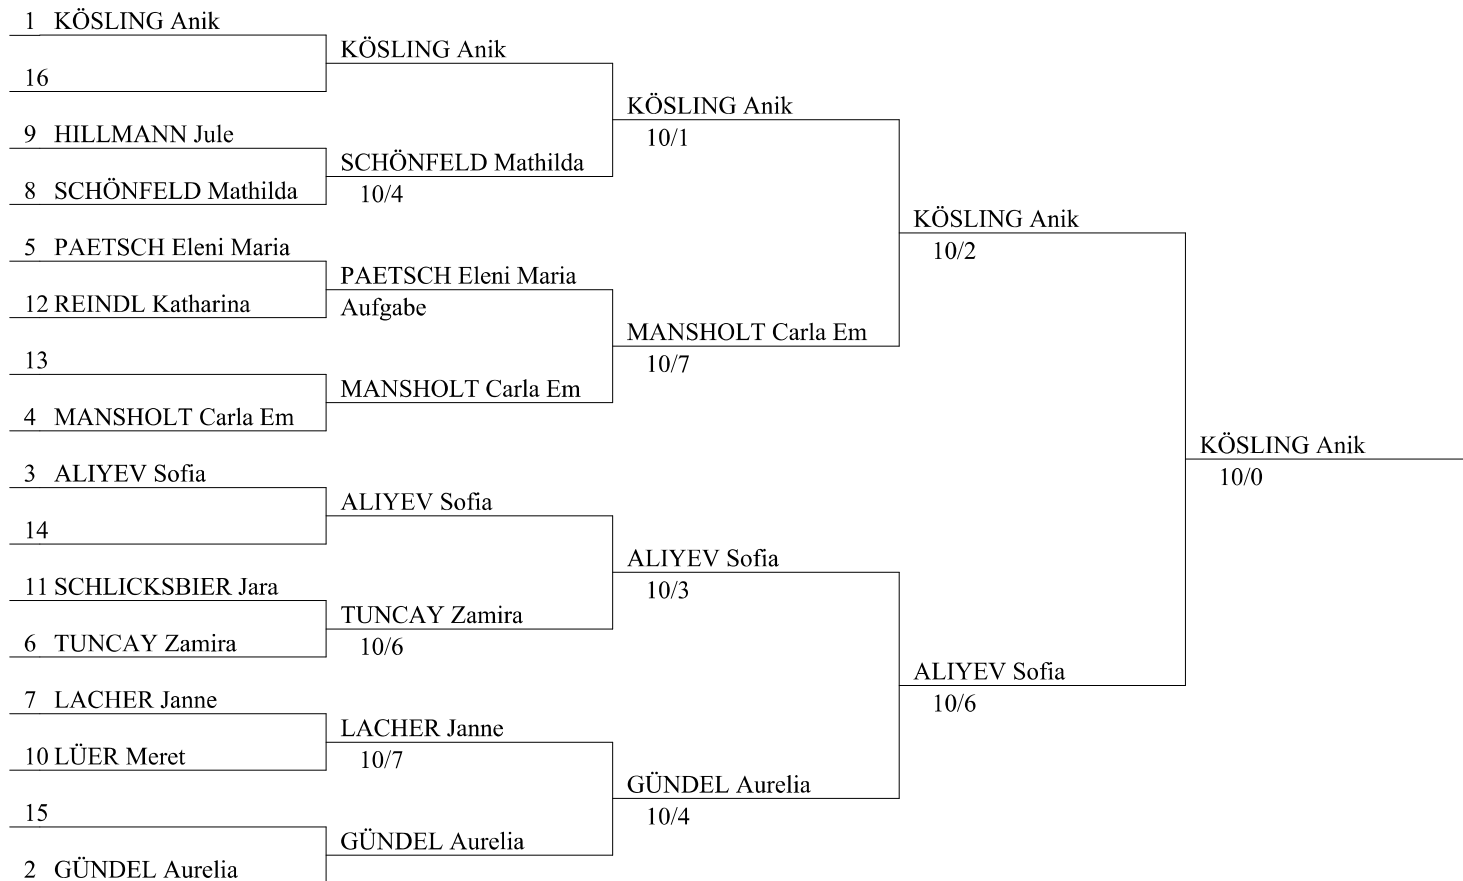 1 KÖSLING Anik
16
9 HILLMANN Jule
8 SCHÖNFELD Mathilda
5 PAETSCH Eleni Maria
12 REINDL Katharina
13
4 MANSHOLT Carla Em
3 ALIYEV Sofia
14
11 SCHLICKSBIER Jara
6 TUNCAY Zamira
7 LACHER Janne
10 LÜER Meret
15
2 GÜNDEL Aurelia
KÖSLING Anik
SCHÖNFELD Mathilda
10/4
PAETSCH Eleni Maria
Aufgabe
MANSHOLT Carla Em
ALIYEV Sofia
TUNCAY Zamira
10/6
LACHER Janne
10/7
GÜNDEL Aurelia
KÖSLING Anik
10/1
MANSHOLT Carla Em
10/7
ALIYEV Sofia
10/3
GÜNDEL Aurelia
10/4
KÖSLING Anik
10/2
ALIYEV Sofia
10/6
KÖSLING Anik
10/0